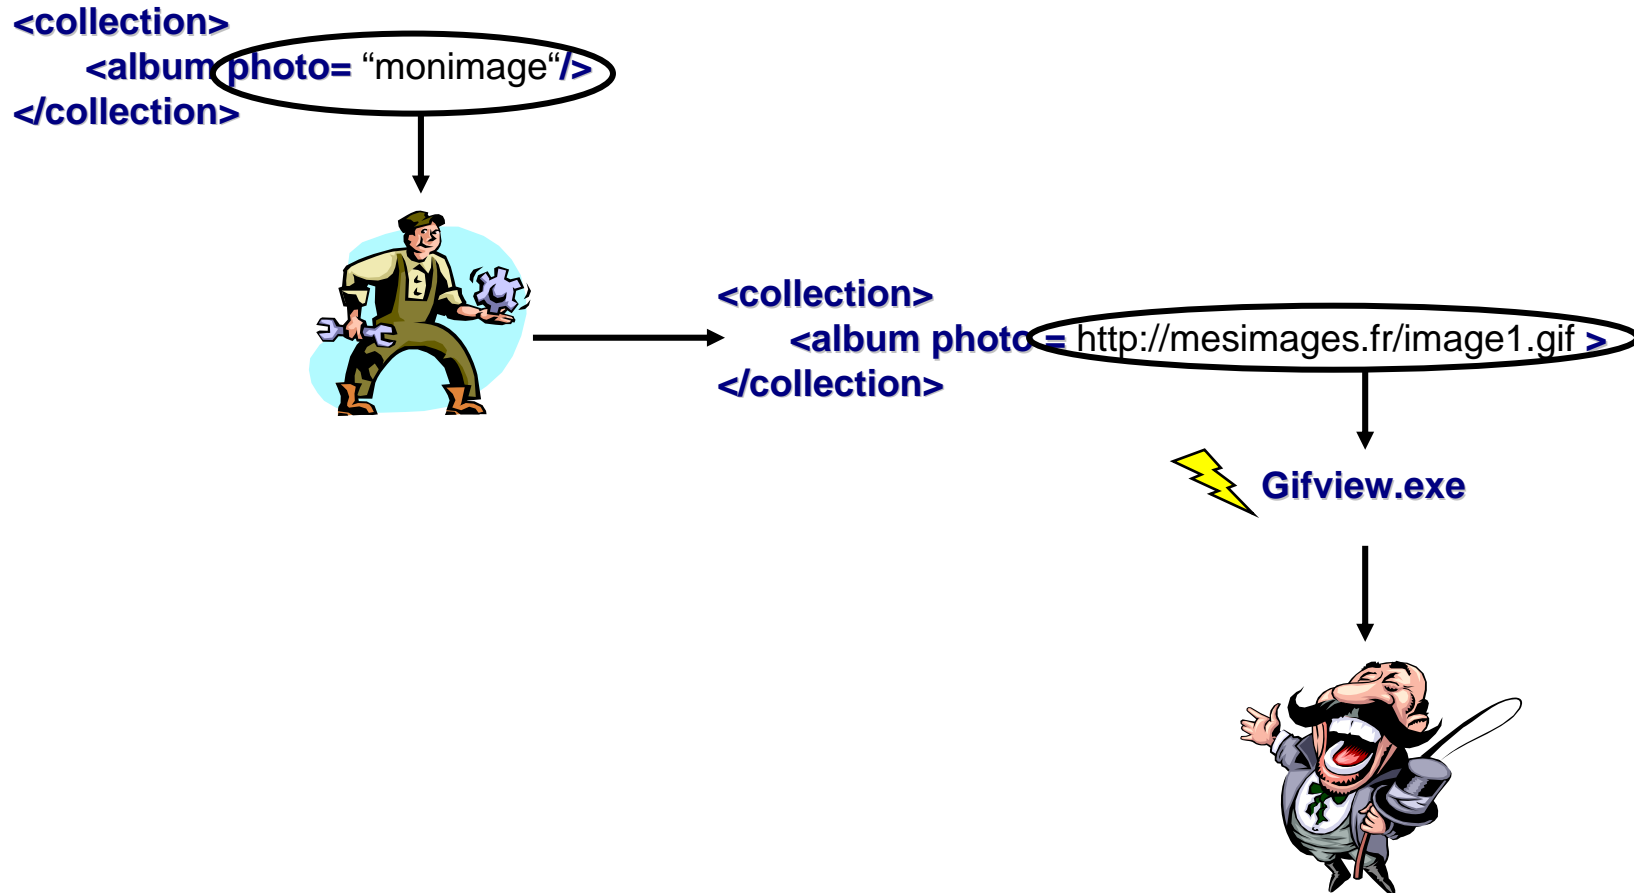 <collection>
<album photo= “monimage“/>
</collection>
<collection>
<album photo = http://mesimages.fr/image1.gif >
</collection>
Gifview.exe